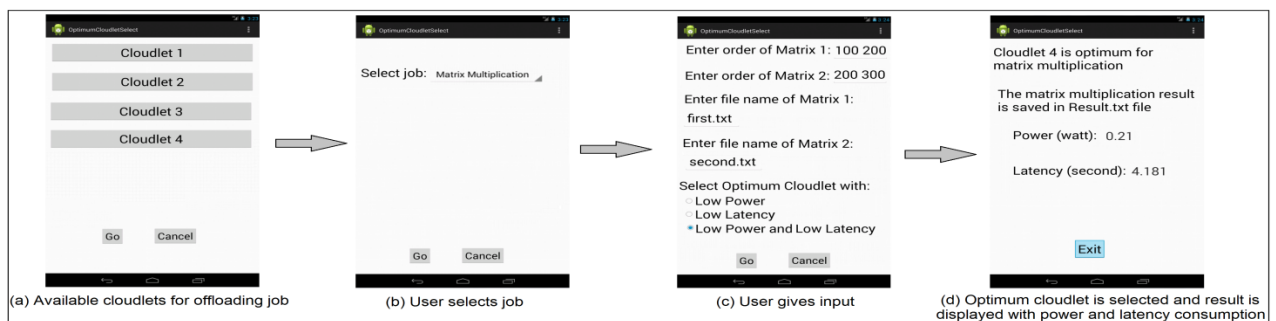 OptimumCloudletSelect
Cloudlet 1
Cloudlet 2
Cloudlet 3
Cloudlet 4
Go
Cancel
(a) Available cloudlets for offloading job
OptimumCloudletSelect
Select job: Matrix Multiplication
Go
Cancel
(b) User selects job
OptimumCloudletSelect
Enter order of Matrix 1: 100 200
Enter order of Matrix 2: 200 300
Enter file name of Matrix 1:
first.txt
Enter file name of Matrix 2:
second.txt
Select Optimum Cloudlet with:
Low Power
Low Latency
Low Power and Low Latency
Go
Cancel
(c) User gives input
OptimumCloudletSelect
Cloudlet 4 is optimum for
matrix multiplication
The matrix multiplication result
is saved in Result.txt file
Power (watt): 0.21
Latency (second): 4.181
Exit
(d) Optimum cloudlet is selected and result is
displayed with power and latency consumption